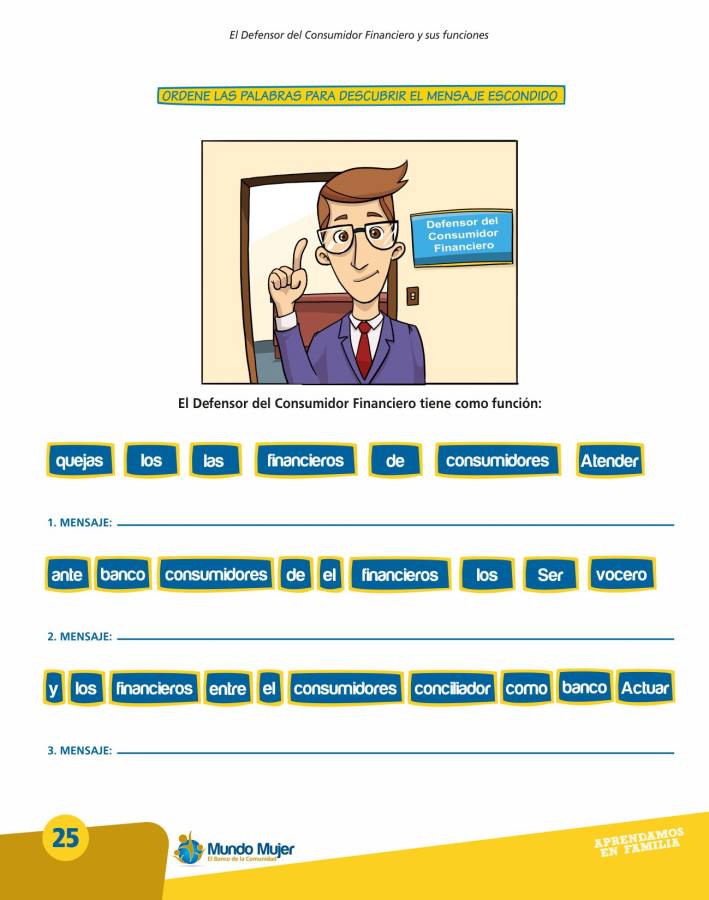 El Defensor del Consumidor Financiero y sus funciones
ORDENE LAS PALABRAS PARA DESCUBRIR EL MENSAJE ESCONDIDO
Defensor del
Consumidor
Financiero
El Defensor del Consumidor Financiero tiene como función:
quejas los las financieros de consumidores Atender
1. MENSAJE:
ante banco consumidores de el financieros los Ser vocero
2. MENSAJE:
y los financieros entre el consumidores conciliador como banco Actuar
3. MENSAJE:
25
Mundo Mujer
El Banco de la Comunidad
APRENDAMOS
EN FAMILIA